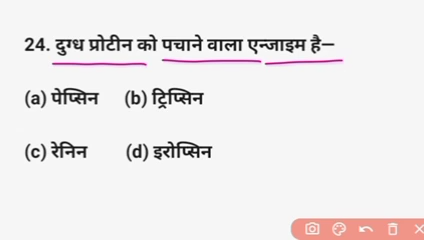 24. दुग्ध प्रोटीन को पचाने वाला एन्जाइम है–
(a) पेप्सिन (b) ट्रिप्सिन
(c) रेनिन (d) इरोप्सिन